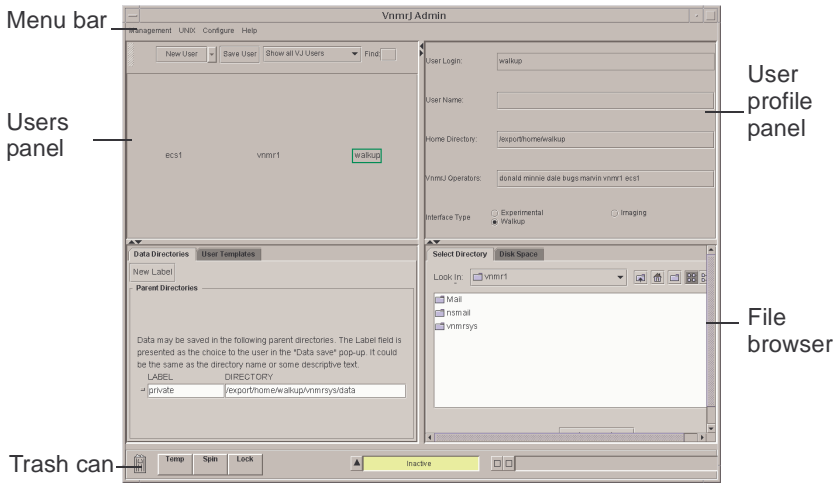 VnmrJ Admin
Menu bar
Management UNIX Configure Help
New User Save User Show all VJ Users Find:
Users
panel
ecs1 vnmr1 walkup
User Login: walkup
User Name:
Home Directory: /export/home/walkup
VnmrJ Operators: donald minnie dale bugs marvin vnmr1 ecs1
Interface Type Experimental Imaging
Walkup
User
profile
panel
Data Directories User Templates
New Label
Parent Directories
Data may be saved in the following parent directories. The Label field is
presented as the choice to the user in the "Data save" pop-up. It could
be the same as the directory name or some descriptive text.
LABEL DIRECTORY
private /export/home/walkup/vnmrsys/data
Select Directory Disk Space
Look In: vnmr1
Mail
nsmail
vnmrsys
File
browser
Trash can
Temp Spin Lock
Inactive